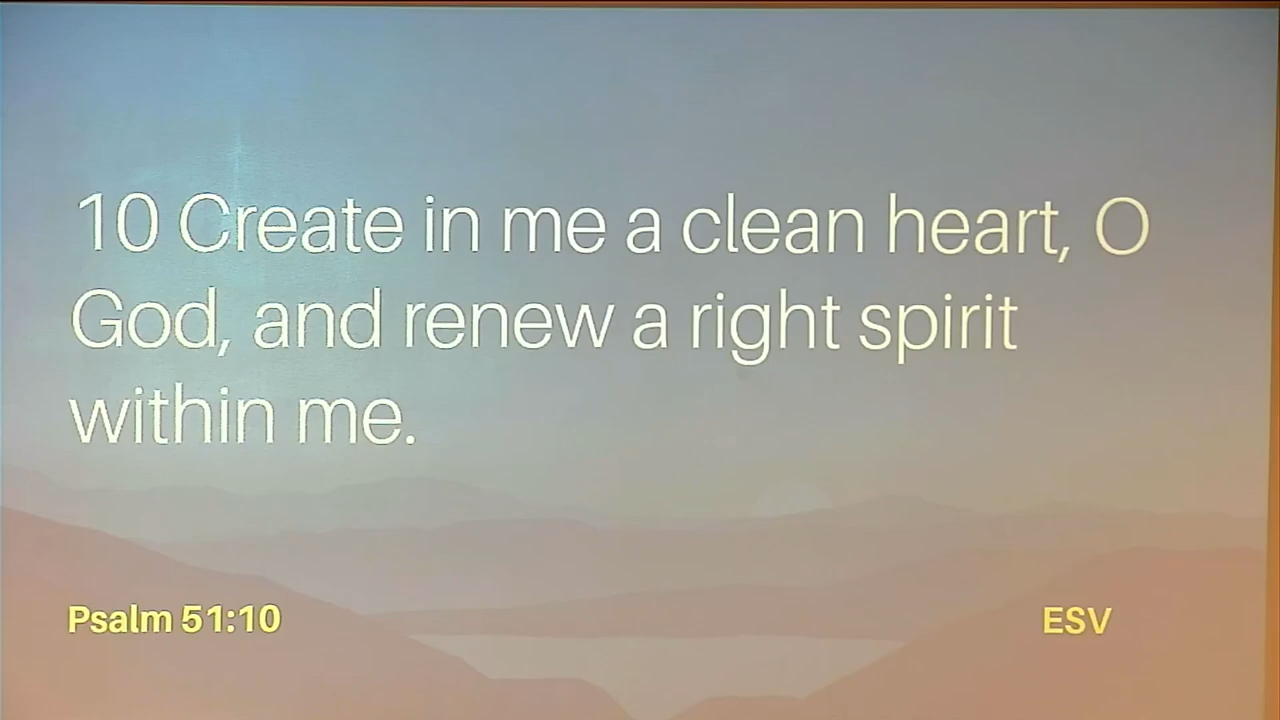 10 Create in me a clean heart, O
God, and renew a right spirit
within me.
Psalm 51:10
ESV